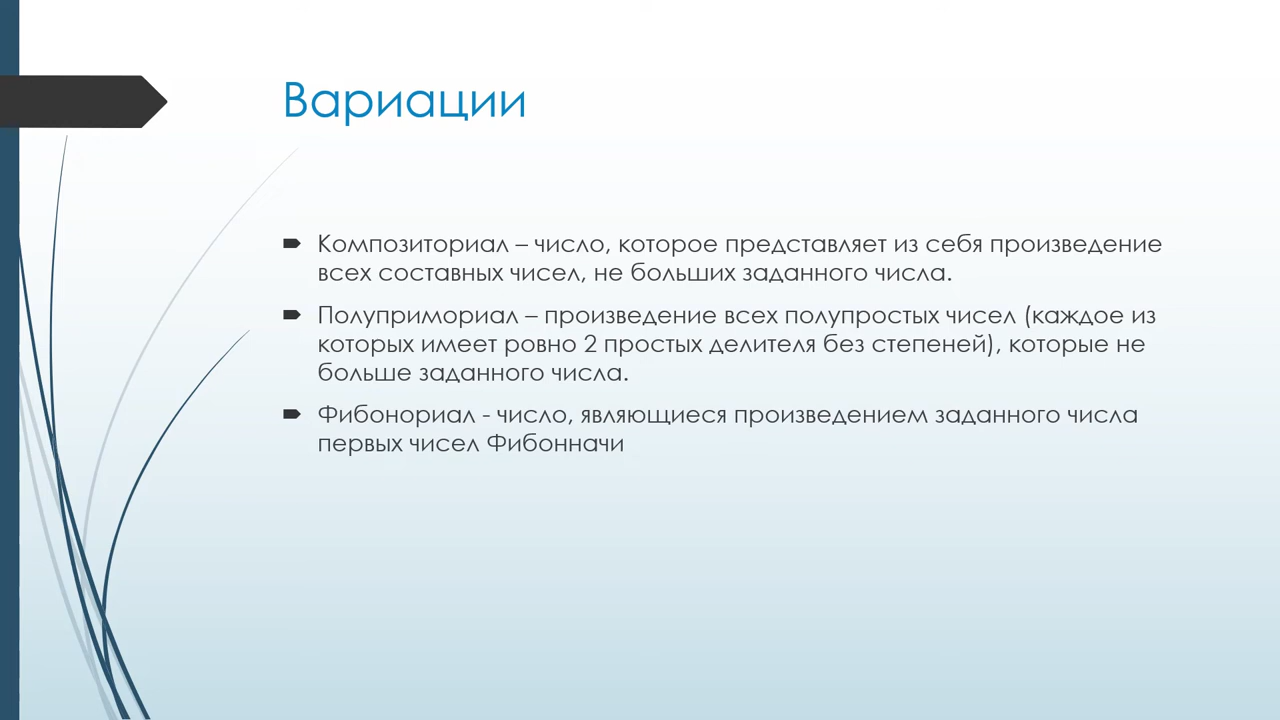 Вариации
Композиториал – число, которое представляет из себя произведение
всех составных чисел, не больших заданного числа.
Полупримориал – произведение всех полупростых чисел (каждое из
которых имеет ровно 2 простых делителя без степеней), которые не
больше заданного числа.
Фибонориал - число, являющиеся произведением заданного числа
первых чисел Фибонначи